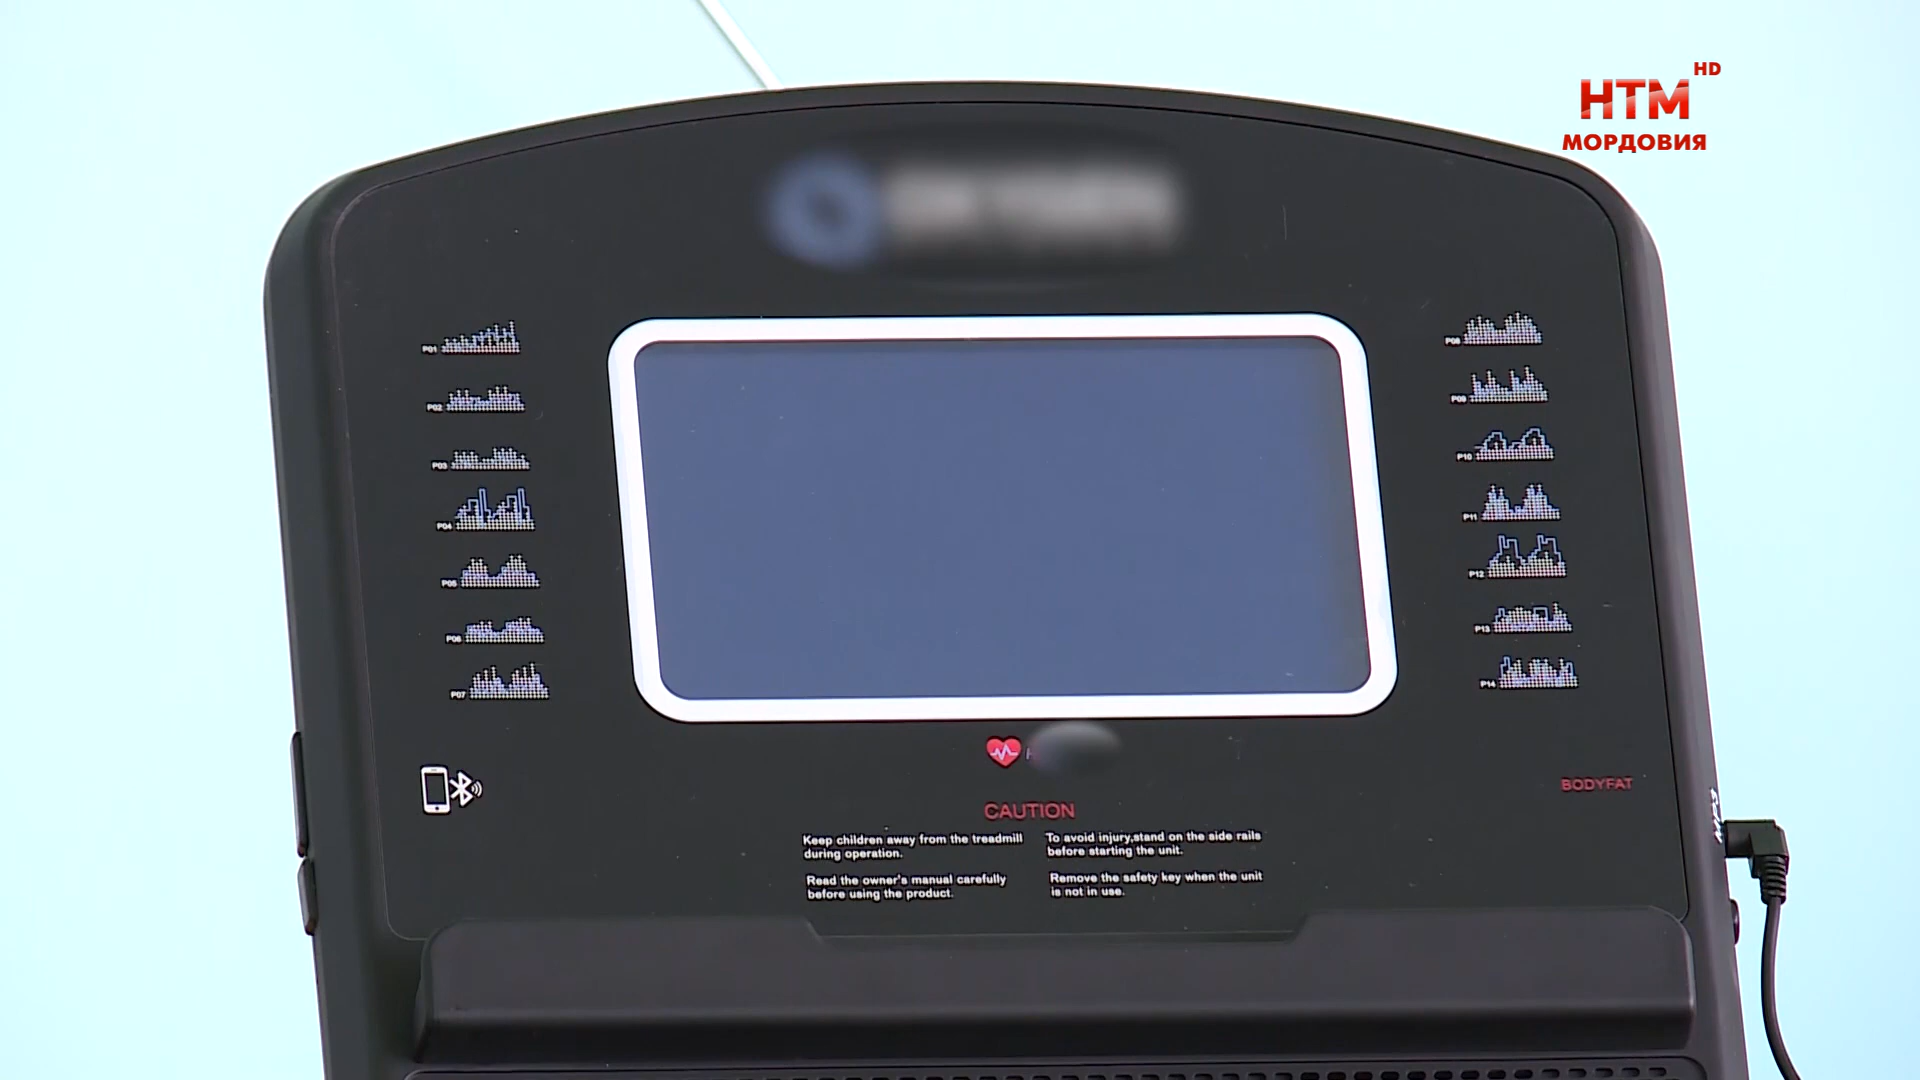 HD
НТМ
МОРДОВИЯ
P01
P02
P03
P04
P05
P06
P07
P08
P09
P10
P11
P12
P13
P14
BODYFAT
MP3
CAUTION
Keep children away from the treadmill
during operation.
Read the owner's manual carefully
before using the product.
To avoid injury,stand on the side rails
before starting the unit.
Remove the safety key when the unit
is not in use.